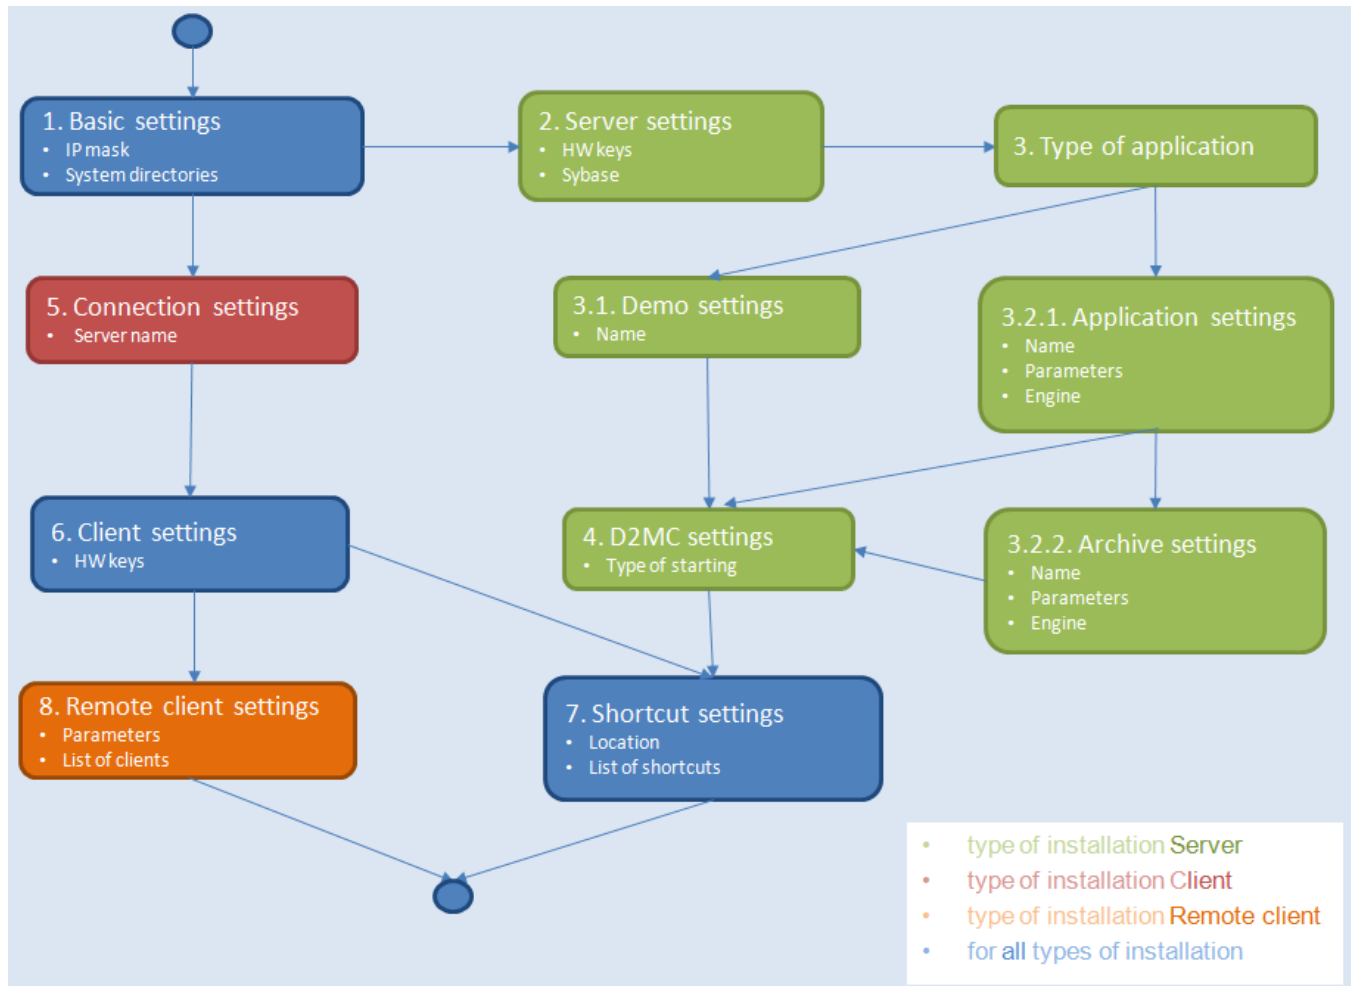 1. Basic settings
• IP mask
• System directories
2. Server settings
• HW keys
• Sybase
3. Type of application
5. Connection settings
• Server name
3.1. Demo settings
• Name
3.2.1. Application settings
• Name
• Parameters
• Engine
6. Client settings
• HW keys
4. D2MC settings
• Type of starting
3.2.2. Archive settings
• Name
• Parameters
• Engine
8. Remote client settings
• Parameters
• List of clients
7. Shortcut settings
• Location
• List of shortcuts
• type of installation Server
• type of installation Client
• type of installation Remote client
• for all types of installation